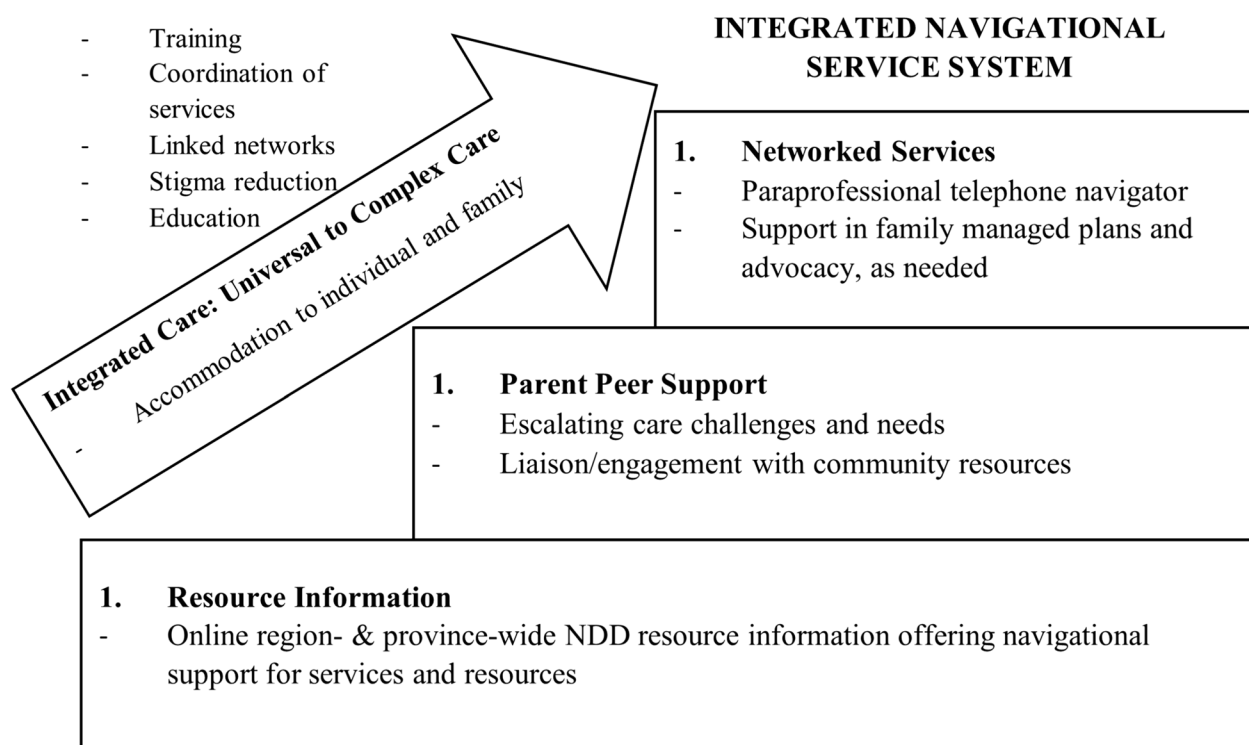 - Training
- Coordination of
services
- Linked networks
- Stigma reduction
- Education
Integrated Care: Universal to Complex Care
- Accommodation to individual and family
INTEGRATED NAVIGATIONAL
SERVICE SYSTEM
1. Networked Services
- Paraprofessional telephone navigator
- Support in family managed plans and
advocacy, as needed
1. Parent Peer Support
- Escalating care challenges and needs
- Liaison/engagement with community resources
1. Resource Information
- Online region- & province-wide NDD resource information offering navigational
support for services and resources